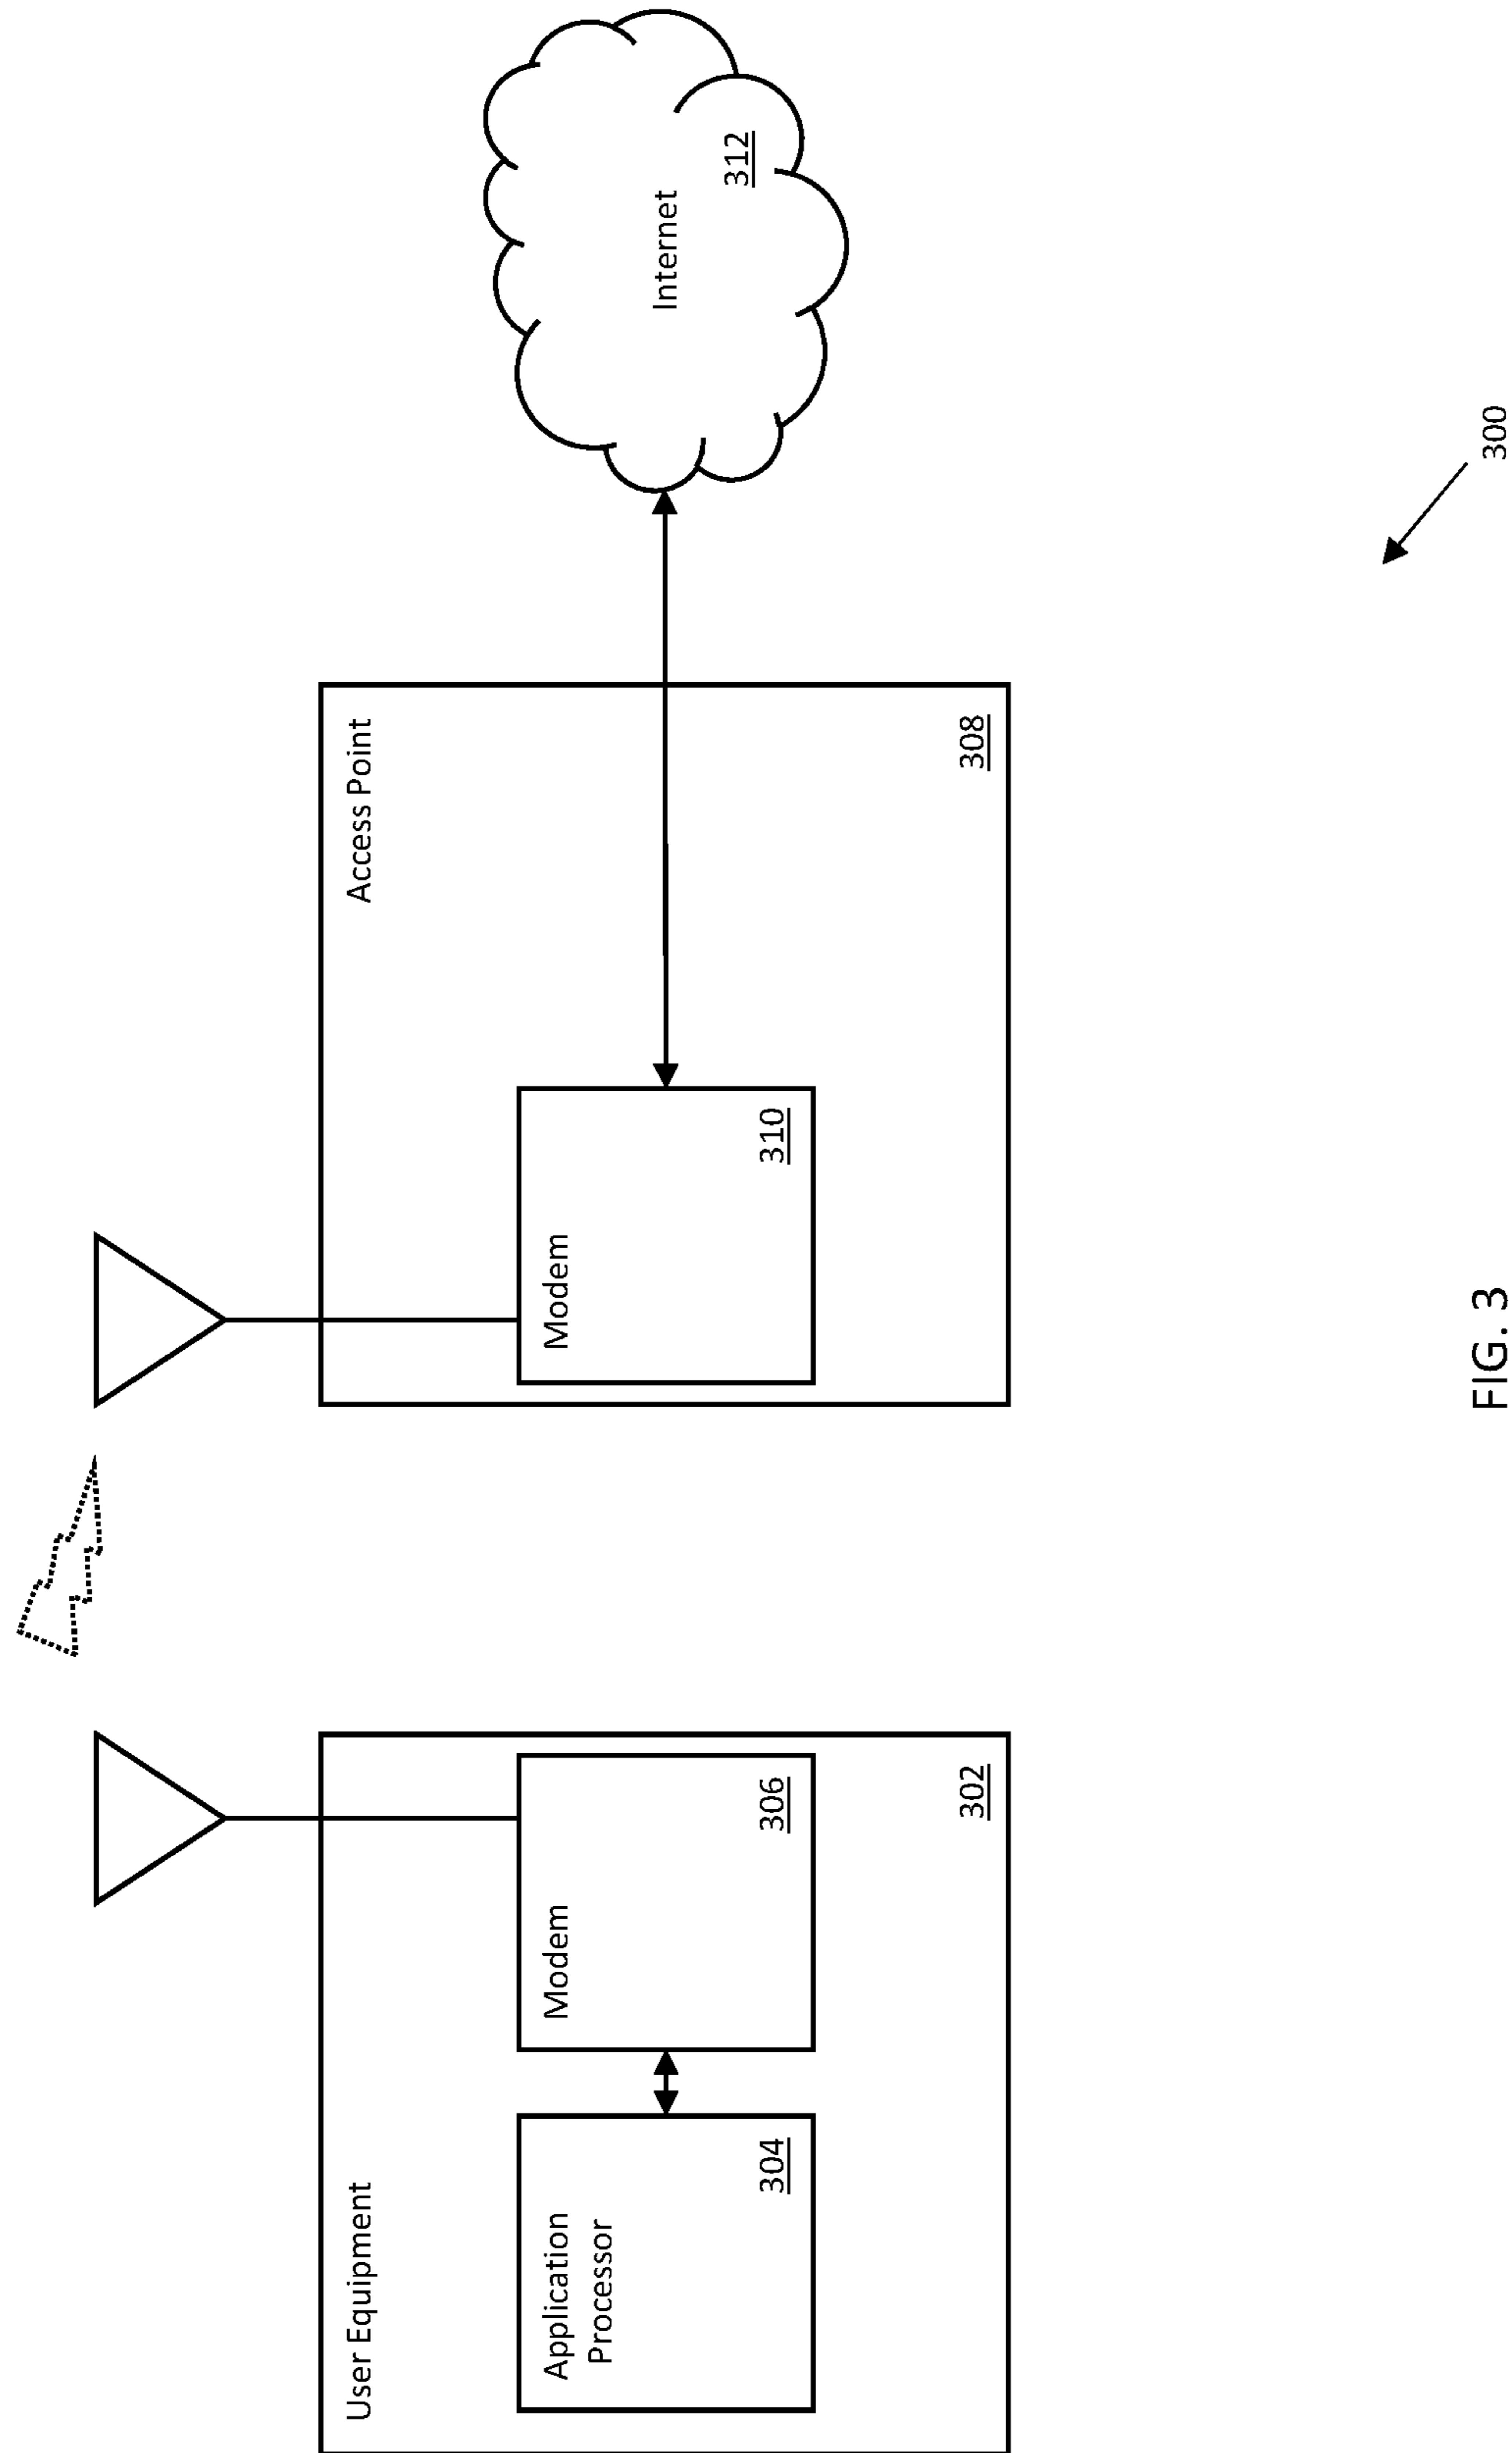 User Equipment
Application
Processor
304
Modem
306
302
Access Point
Modem
310
308
Internet
312
300
FIG. 3